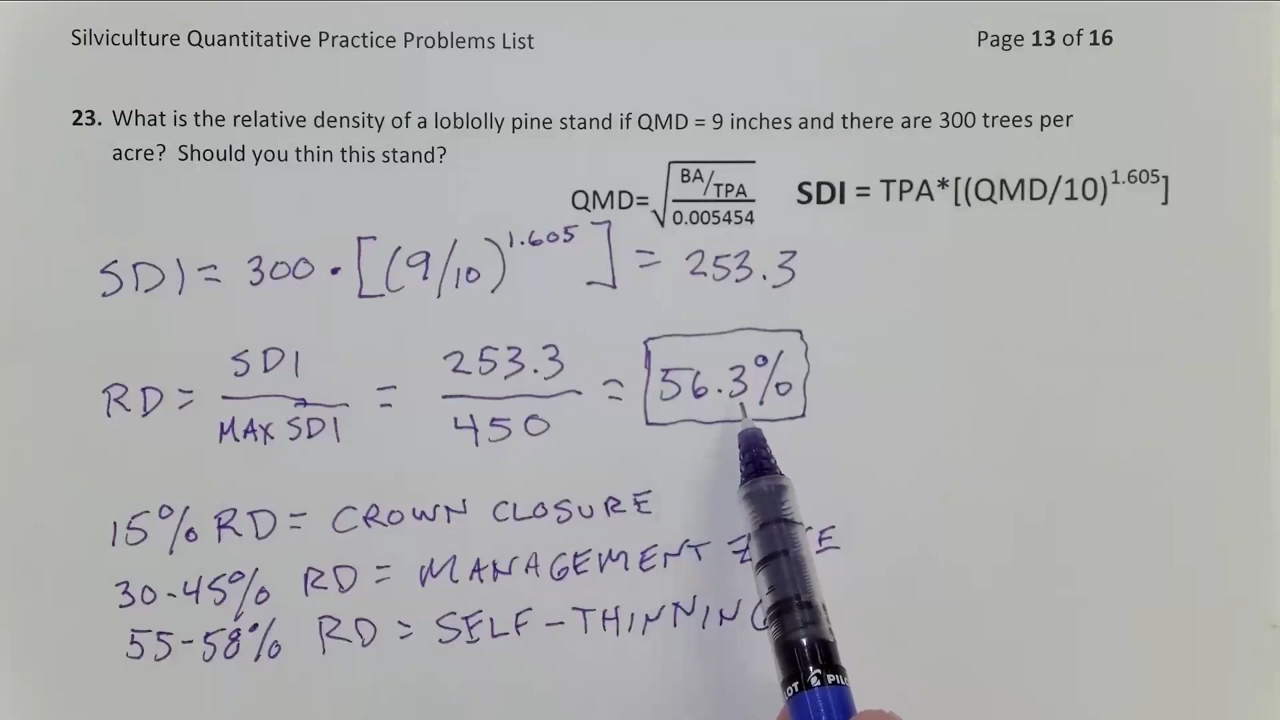 Silviculture Quantitative Practice Problems List Page 13 of 16
23. What is the relative density of a loblolly pine stand if QMD = 9 inches and there are 300 trees per
acre? Should you thin this stand?
QMD=√((BA/TPA)/0.005454) SDI = TPA*[(QMD/10)^1.605]
SDI = 300 · [(9/10)^1.605] = 253.3
RD = SDI/MAX SDI = 253.3/450 = 56.3%
15% RD = CROWN CLOSURE
30-45% RD = MANAGEMENT
55-58% RD = SELF-THINNING